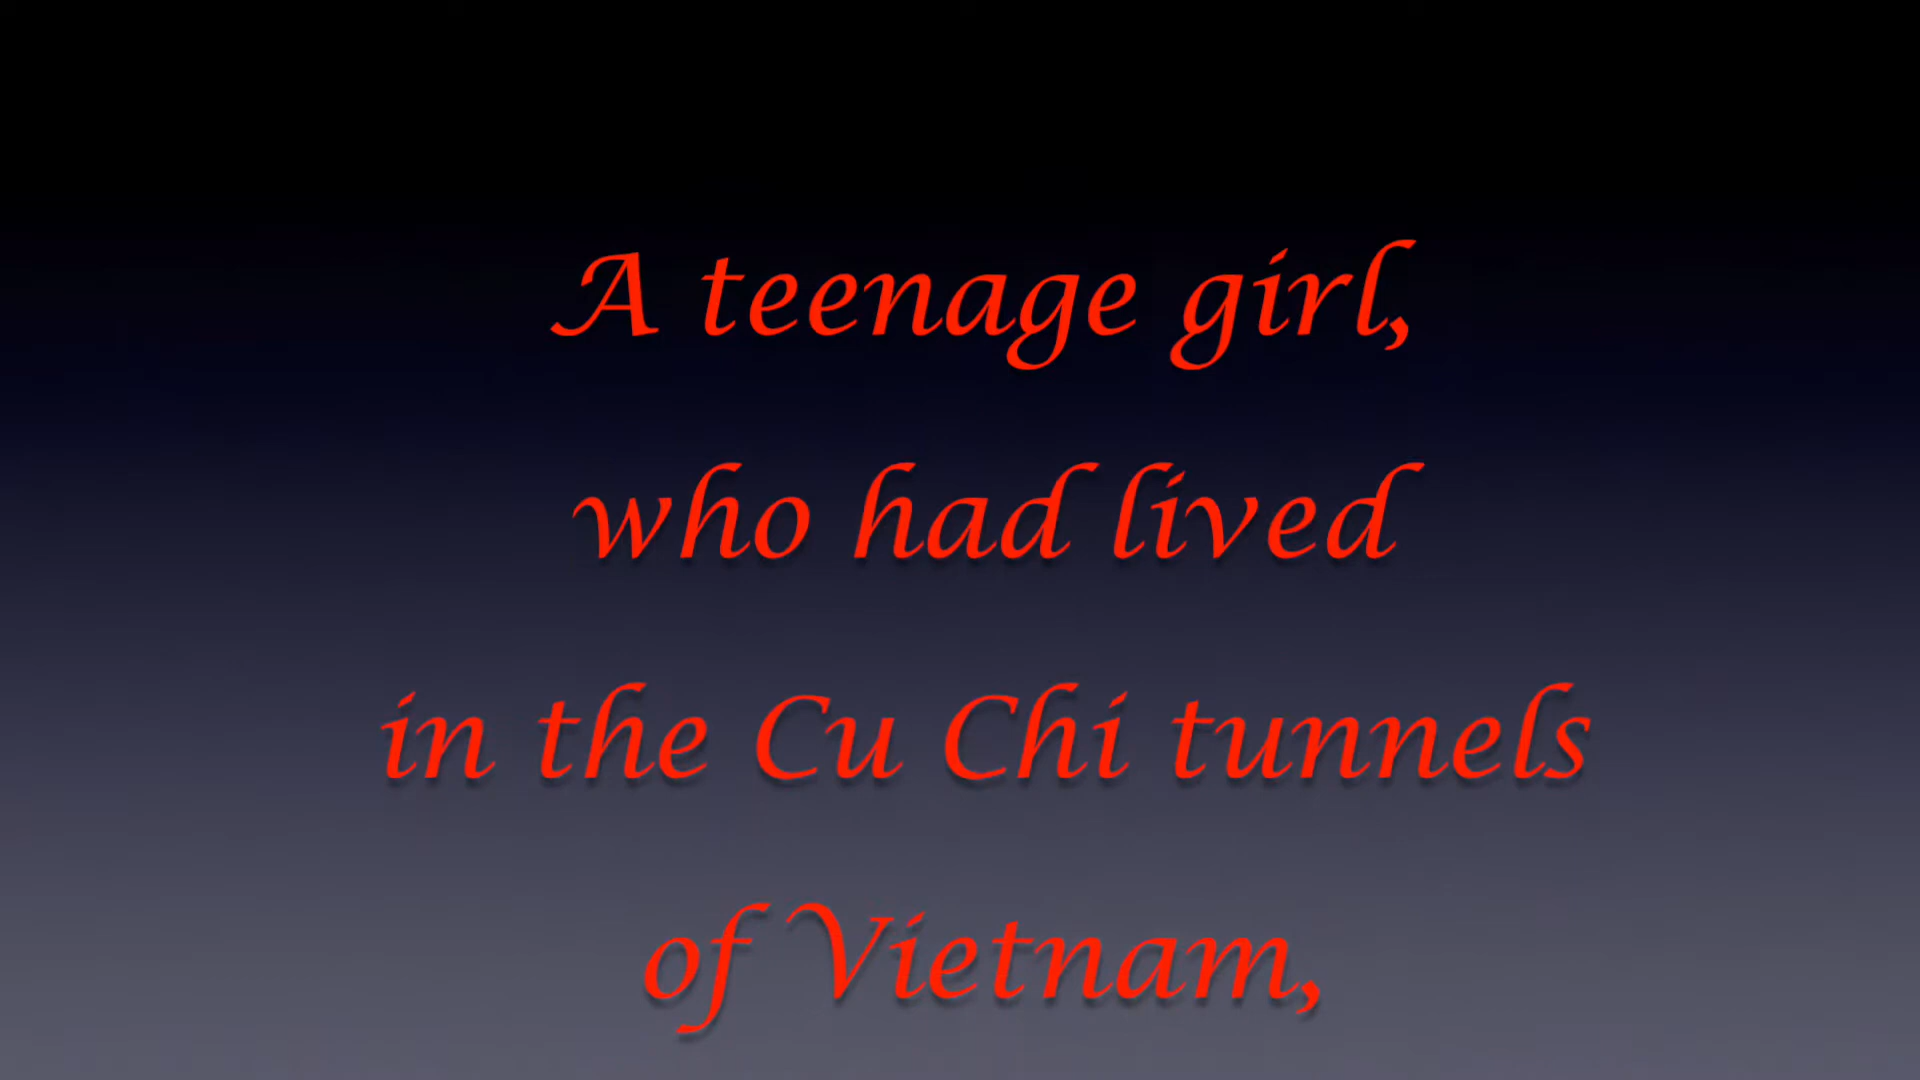 A teenage girl,
who had lived
in the Cu Chi tunnels
of Vietnam,